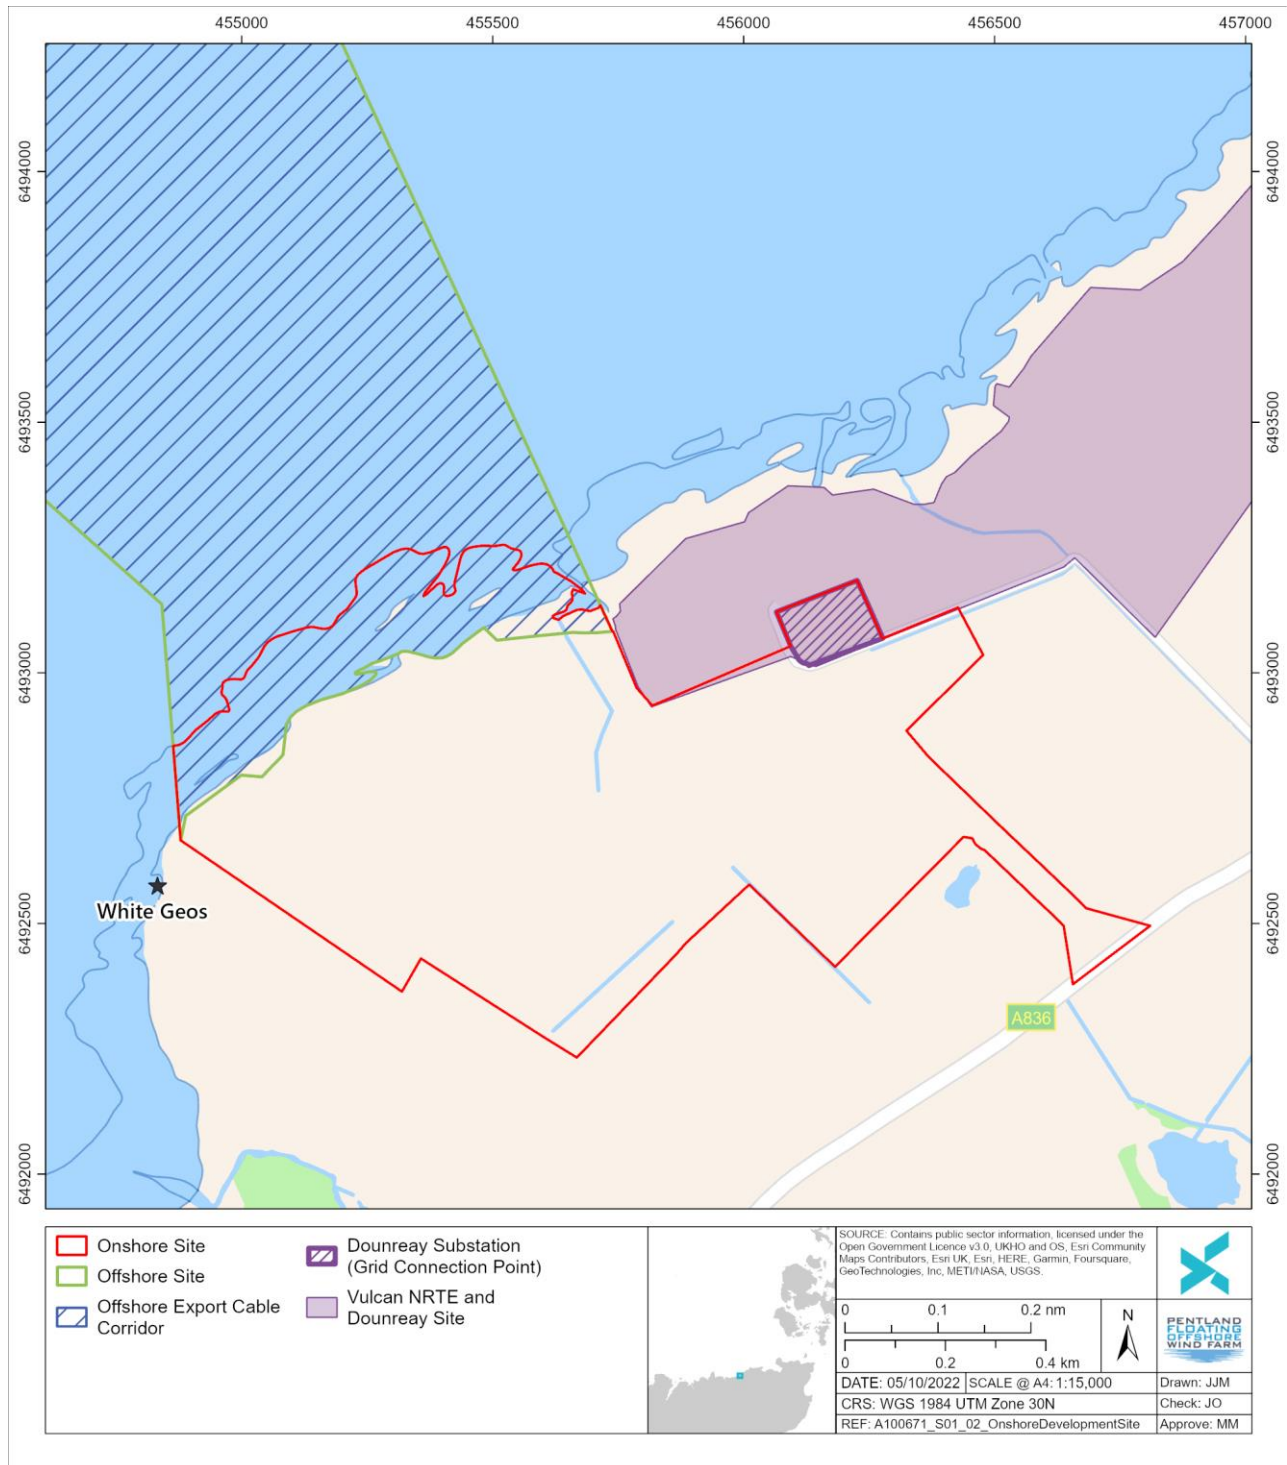 455000 455500 456000 456500 457000
6494000 6494000
6493500 6493500
6493000 6493000
White Geos
6492500 6492500
A836
6492000 6492000
Onshore Site
Offshore Site
Offshore Export Cable
Corridor
Dounreay Substation
(Grid Connection Point)
Vulcan NRTE and
Dounreay Site
SOURCE: Contains public sector information, licensed under the
Open Government Licence v3.0, UKHO and OS, Esri Community
Maps Contributors, Esri UK, Esri, HERE, Garmin, Foursquare,
GeoTechnologies, Inc, METI/NASA, USGS.
0 0.1 0.2 nm
0 0.2 0.4 km
N
PENTLAND
FLOATING
OFFSHORE
WIND FARM
DATE: 05/10/2022 SCALE @ A4: 1:15,000
Drawn: JJM
CRS: WGS 1984 UTM Zone 30N
Check: JO
REF: A100671_S01_02_OnshoreDevelopmentSite
Approve: MM